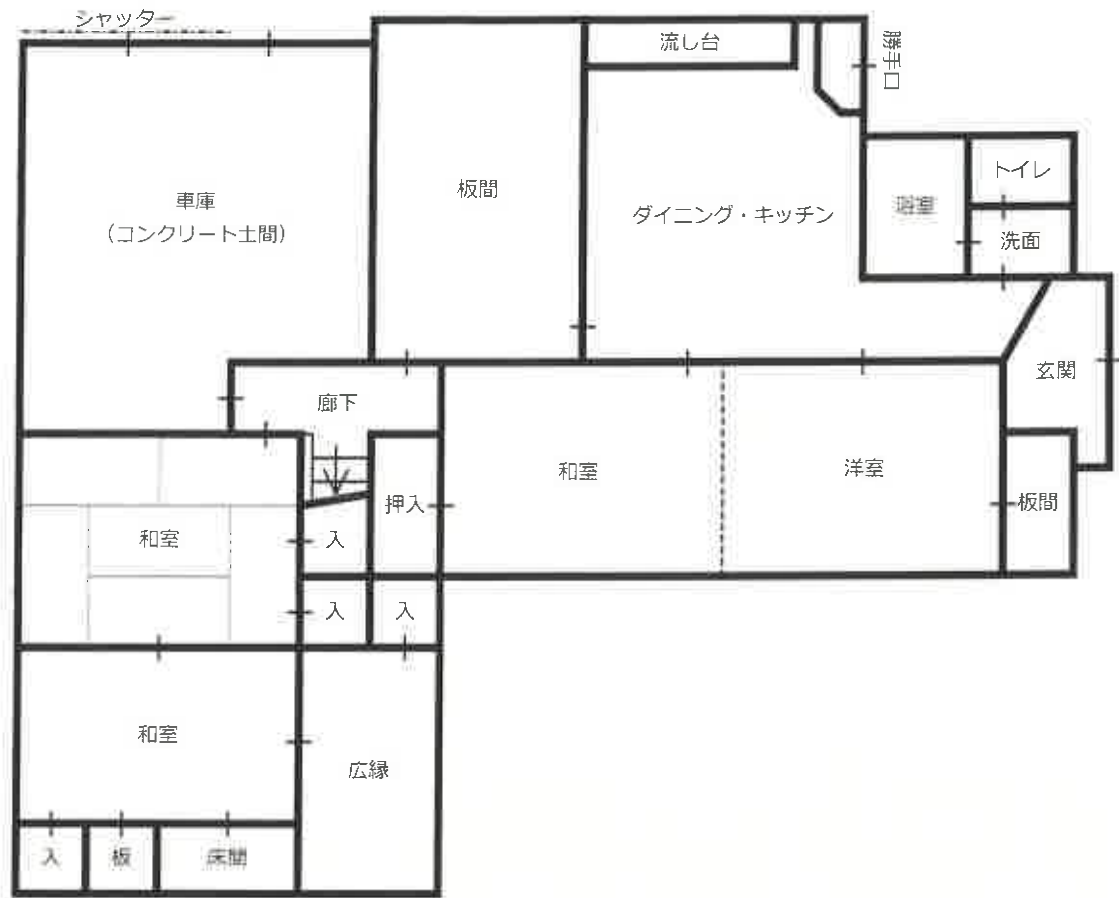 シャッター
流し台
勝手口
車庫
（コンクリート土間）
板間
ダイニング・キッチン
浴室
トイレ
洗面
玄関
廊下
和室
洋室
板間
押入
和室
入
入
入
和室
広縁
入
板
床間